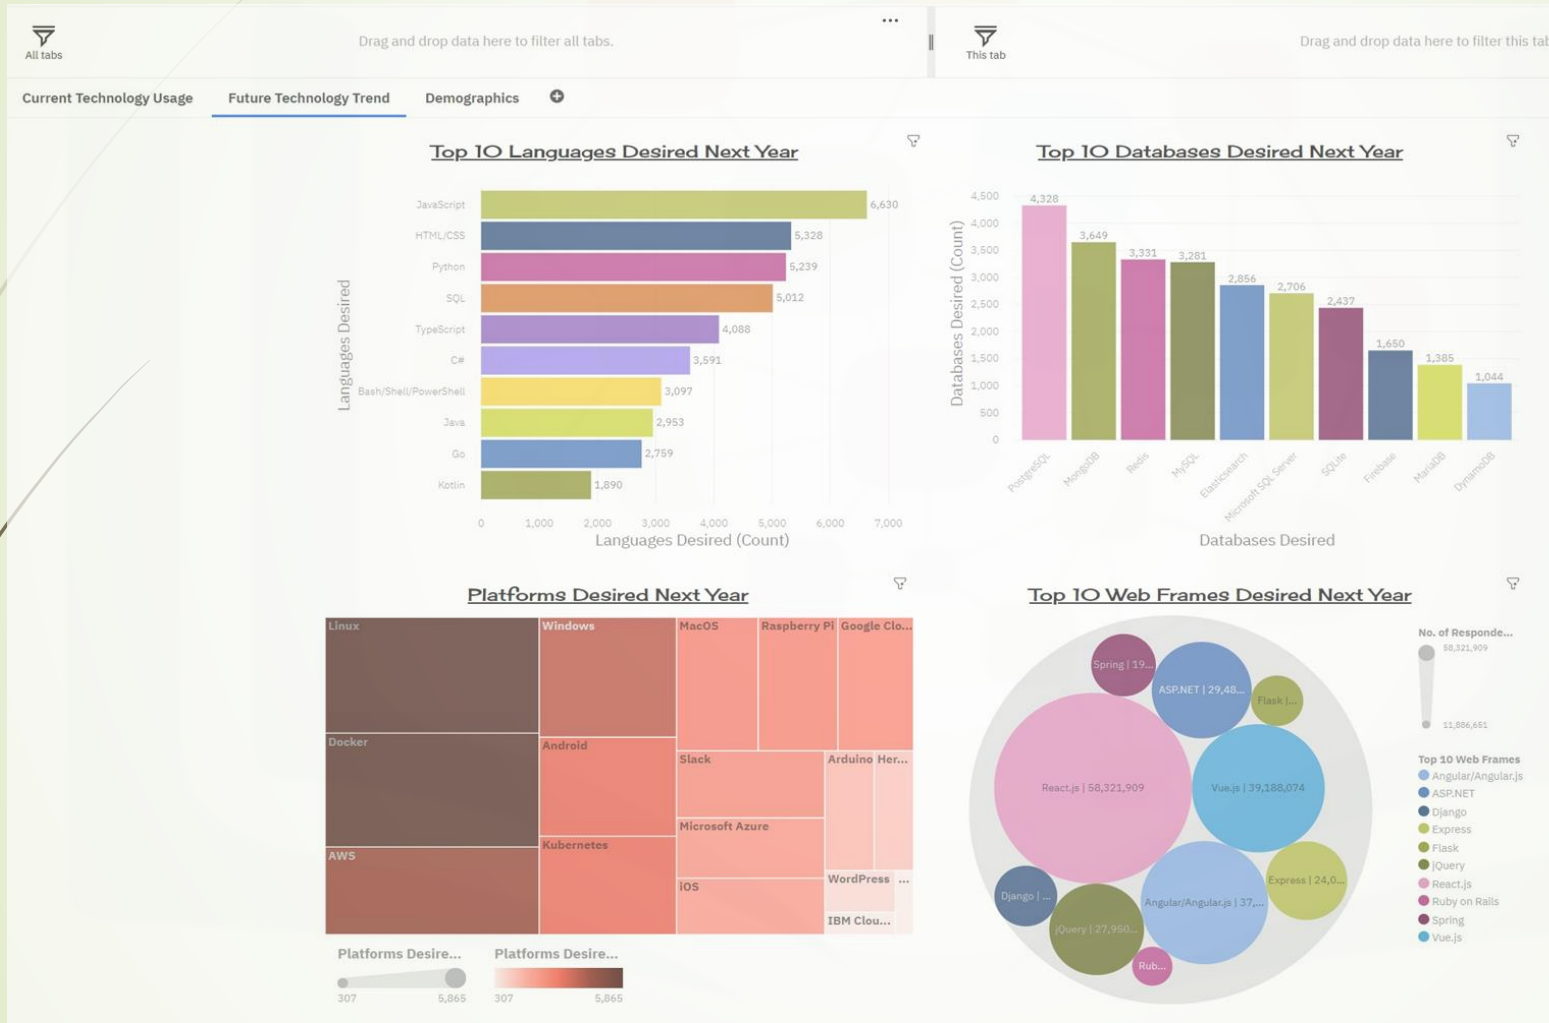 All tabs
Drag and drop data here to filter all tabs.
...
This tab
Drag and drop data here to filter this tab
Current Technology Usage
Future Technology Trend
Demographics
Top 10 Languages Desired Next Year
Languages Desired
JavaScript
6,630
HTML/CSS
5,328
Python
5,239
SQL
5,012
TypeScript
4,088
C#
3,591
Bash/Shell/PowerShell
3,097
Java
2,953
Go
2,759
Kotlin
1,890
0 1,000 2,000 3,000 4,000 5,000 6,000 7,000
Languages Desired (Count)
Top 10 Databases Desired Next Year
Databases Desired (Count)
4,500
4,000
3,500
3,000
2,500
2,000
1,500
1,000
500
0
4,328
3,649
3,331
3,281
2,856
2,706
2,437
1,650
1,385
1,044
PostgreSQL
MongoDB
Redis
MySQL
Elasticsearch
Microsoft SQL Server
SQLite
Firebase
MariaDB
DynamoDB
Databases Desired
Platforms Desired Next Year
Linux
Docker
AWS
Windows
Android
Kubernetes
MacOS
Raspberry Pi
Google Clo...
Slack
Microsoft Azure
iOS
Arduino
Her...
WordPress
...
IBM Clou...
Platforms Desire...
307 5,865
Platforms Desire...
307 5,865
Top 10 Web Frames Desired Next Year
Spring | 19...
ASP.NET | 29,48...
Flask |...
React.js | 58,321,909
Vue.js | 39,188,074
Django | ...
Angular/Angular.js | 37,...
Express | 24,0...
jQuery | 27,950...
Rub...
No. of Responde...
58,321,909
11,886,681
Top 10 Web Frames
Angular/Angular.js
ASP.NET
Django
Express
Flask
jQuery
React.js
Ruby on Rails
Spring
Vue.js